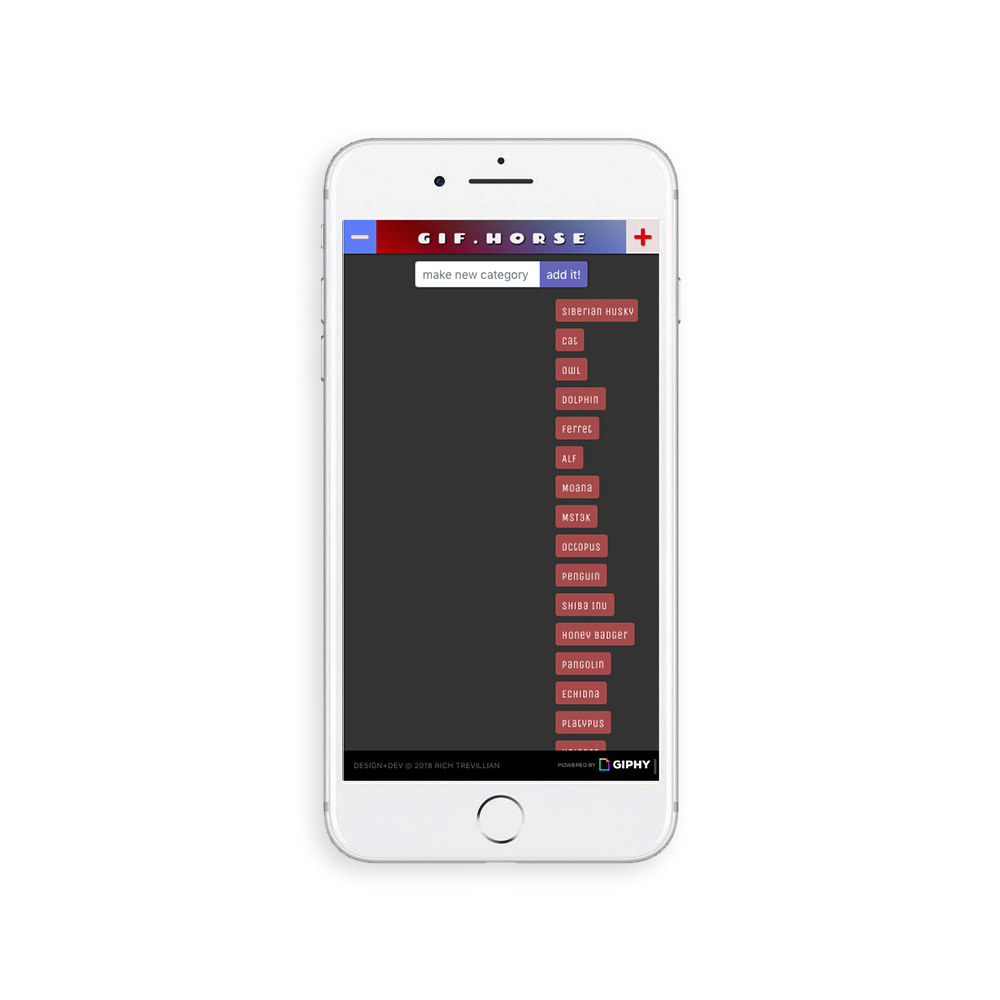 GIF.HORSE
make new category add it!
Siberian Husky
Cat
Owl
Dolphin
Ferret
ALF
Moana
MST3K
Octopus
Penguin
Shiba Inu
Honey Badger
Pangolin
Echidna
Platypus
DESIGN+DEV © 2018 RICH TREVILLIAN POWERED BY GIPHY